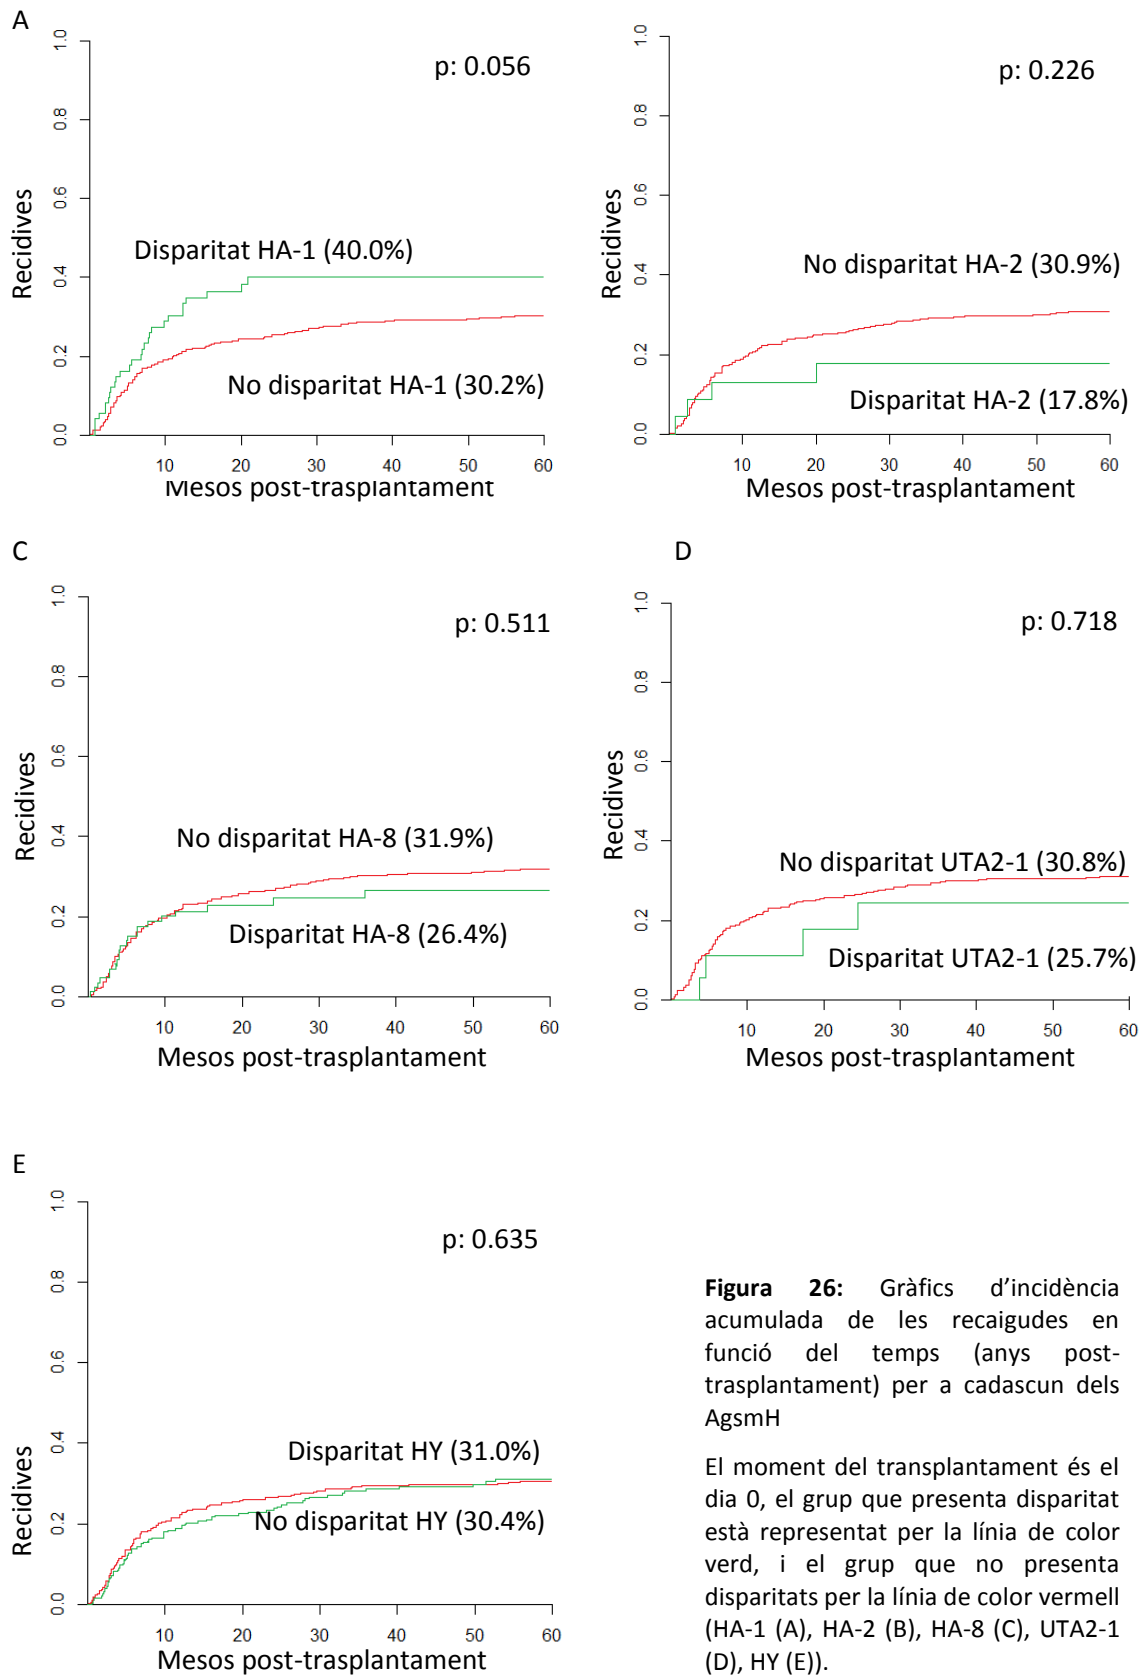 A
1.0
0.8
0.6
0.4
0.2
0.0
Recidives
p: 0.056
Disparitat HA-1 (40.0%)
No disparitat HA-1 (30.2%)
10 20 30 40 50 60
Mesos post-trasplantament
1.0
0.8
0.6
0.4
0.2
0.0
Recidives
p: 0.226
No disparitat HA-2 (30.9%)
Disparitat HA-2 (17.8%)
10 20 30 40 50 60
Mesos post-trasplantament
C
1.0
0.8
0.6
0.4
0.2
0.0
Recidives
p: 0.511
No disparitat HA-8 (31.9%)
Disparitat HA-8 (26.4%)
10 20 30 40 50 60
Mesos post-trasplantament
D
1.0
0.8
0.6
0.4
0.2
0.0
Recidives
p: 0.718
No disparitat UTA2-1 (30.8%)
Disparitat UTA2-1 (25.7%)
10 20 30 40 50 60
Mesos post-trasplantament
E
1.0
0.8
0.6
0.4
0.2
0.0
Recidives
p: 0.635
Disparitat HY (31.0%)
No disparitat HY (30.4%)
10 20 30 40 50 60
Mesos post-trasplantament
Figura 26: Gràfics d’incidència
acumulada de les recaigudes en
funció del temps (anys post-
trasplantament) per a cadascun dels
AgsmH
El moment del transplantament és el
dia 0, el grup que presenta disparitat
està representat per la línia de color
verd, i el grup que no presenta
disparitats per la línia de color vermell
(HA-1 (A), HA-2 (B), HA-8 (C), UTA2-1
(D), HY (E)).